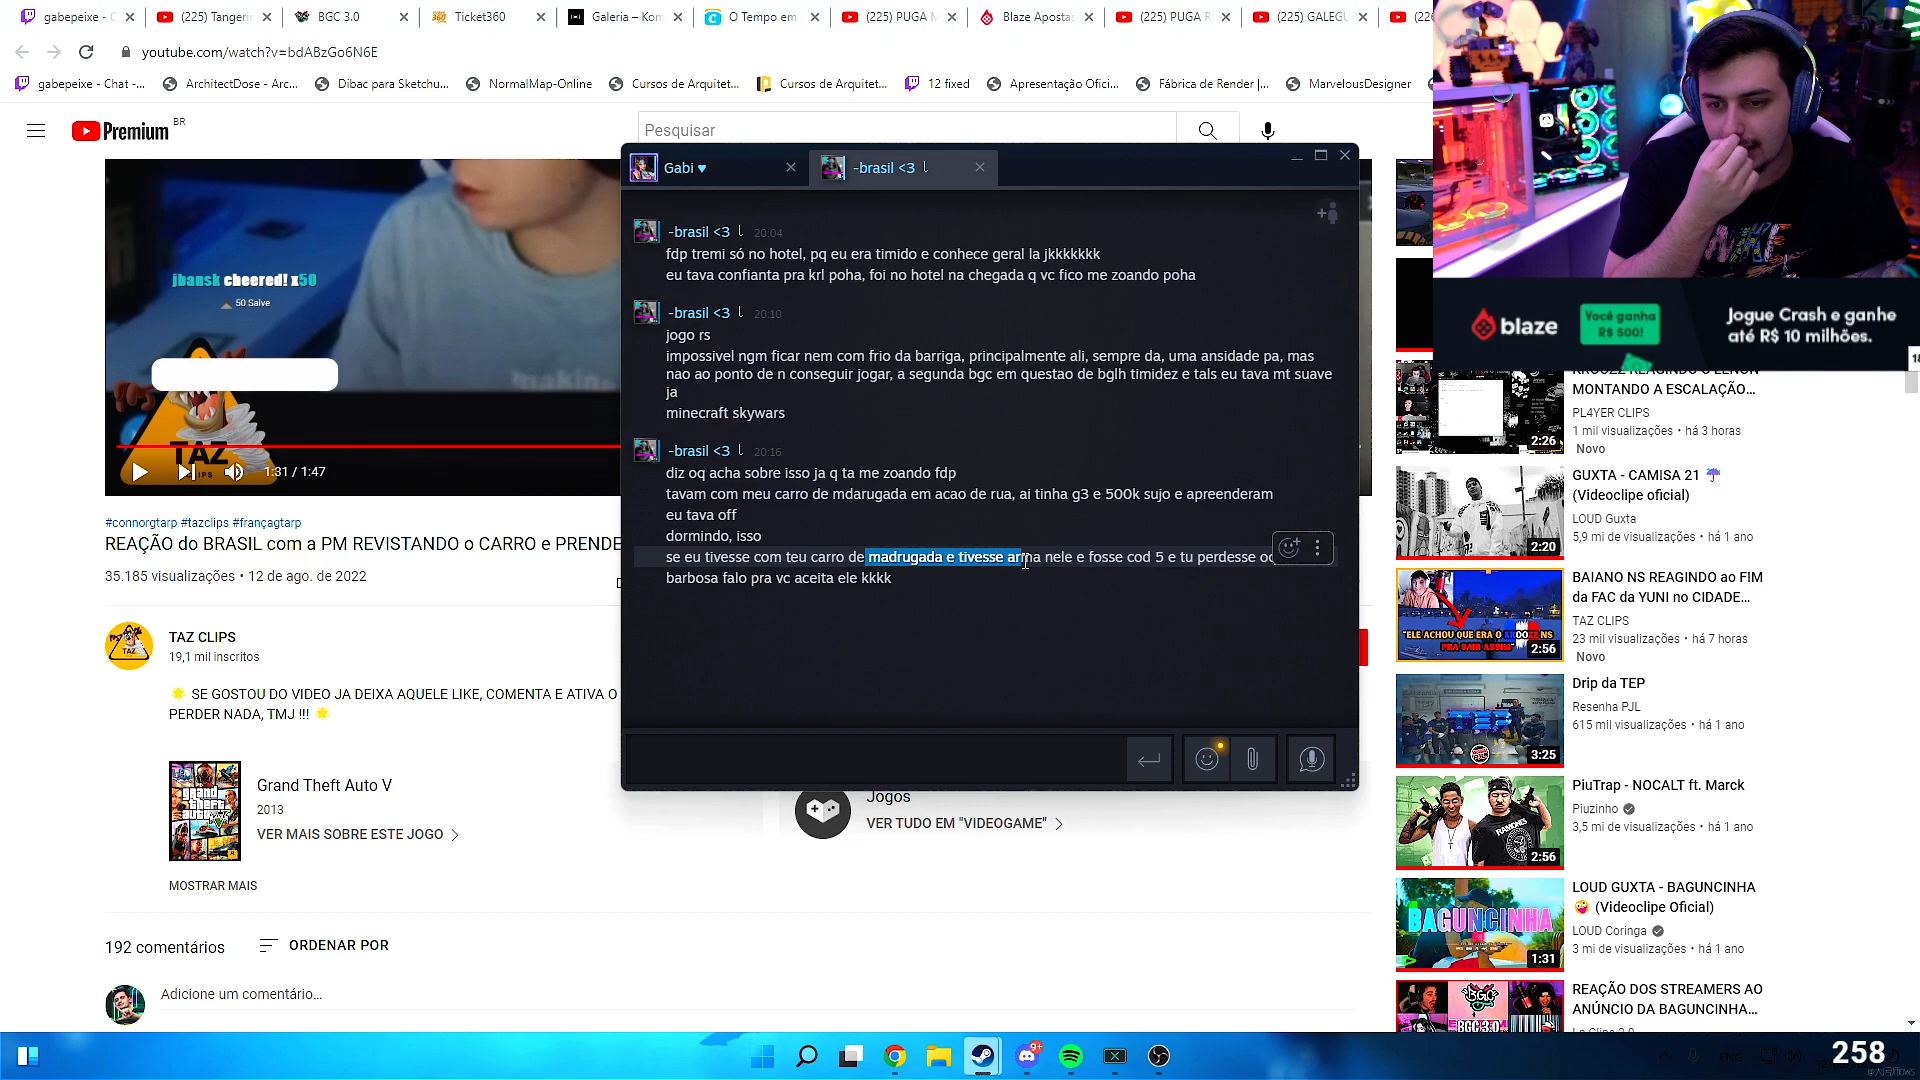 gabepeixe - C
(225) Tangerir
BGC 3.0
Ticket360
Galeria – Kom
O Tempo em
(225) PUGA M
Blaze Apostas
(225) PUGA R
(225) GALEGU
(226
youtube.com/watch?v=bdABzGo6N6E
gabepeixe - Chat -...
ArchitectDose - Arc...
Dibac para Sketchu...
NormalMap-Online
Cursos de Arquitet...
Cursos de Arquitet...
12 fixed
Apresentação Ofici...
Fábrica de Render |...
MarvelousDesigner
Premium BR
Pesquisar
Gabi ♥
-brasil <3
jbansk cheered! x50
50 Salve
TAZ
1:31 / 1:47
-brasil <3 20:04
fdp tremi só no hotel, pq eu era timido e conhece geral la jkkkkkkk
eu tava confianta pra krl poha, foi no hotel na chegada q vc fico me zoando poha
-brasil <3 20:10
jogo rs
impossivel ngm ficar nem com frio da barriga, principalmente ali, sempre da, uma ansidade pa, mas
nao ao ponto de n conseguir jogar, a segunda bgc em questao de bglh timidez e tals eu tava mt suave
ja
minecraft skywars
-brasil <3 20:16
diz oq acha sobre isso ja q ta me zoando fdp
tavam com meu carro de mdarugada em acao de rua, ai tinha g3 e 500k sujo e apreenderam
eu tava off
dormindo, isso
se eu tivesse com teu carro de madrugada e tivesse arma nele e fosse cod 5 e tu perdesse
barbosa falo pra vc aceita ele kkkk
blaze
Você ganha
R$ 500!
Jogue Crash e ganhe
até R$ 10 milhões.
#connorgtarp #tazclips #françagtarp
REAÇÃO do BRASIL com a PM REVISTANDO o CARRO e PRENDE
35.185 visualizações • 12 de ago. de 2022
TAZ CLIPS
19,1 mil inscritos
SE GOSTOU DO VIDEO JA DEIXA AQUELE LIKE, COMENTA E ATIVA O
PERDER NADA, TMJ !!!
Grand Theft Auto V
2013
VER MAIS SOBRE ESTE JOGO
Jogos
VER TUDO EM "VIDEOGAME"
MOSTRAR MAIS
192 comentários
ORDENAR POR
Adicione um comentário...
MONTANDO A ESCALAÇÃO...
PL4YER CLIPS
1 mil visualizações • há 3 horas
Novo
2:26
GUXTA - CAMISA 21
(Videoclipe oficial)
LOUD Guxta
5,9 mi de visualizações • há 1 ano
2:20
BAIANO NS REAGINDO ao FIM
da FAC da YUNI no CIDADE...
TAZ CLIPS
23 mil visualizações • há 7 horas
Novo
"ELE ACHOU QUE ERA O KROOZZ NS
PRA SAIR ASSIM"
2:56
Drip da TEP
Resenha PJL
615 mil visualizações • há 1 ano
3:25
PiuTrap - NOCALT ft. Marck
Piuzinho
3,5 mi de visualizações • há 1 ano
2:56
LOUD GUXTA - BAGUNCINHA
(Videoclipe Oficial)
LOUD Coringa
3 mi de visualizações • há 1 ano
BAGUNCINHA
1:31
REAÇÃO DOS STREAMERS AO
ANÚNCIO DA BAGUNCINHA...
BGC 3.0
9+
ENG
258